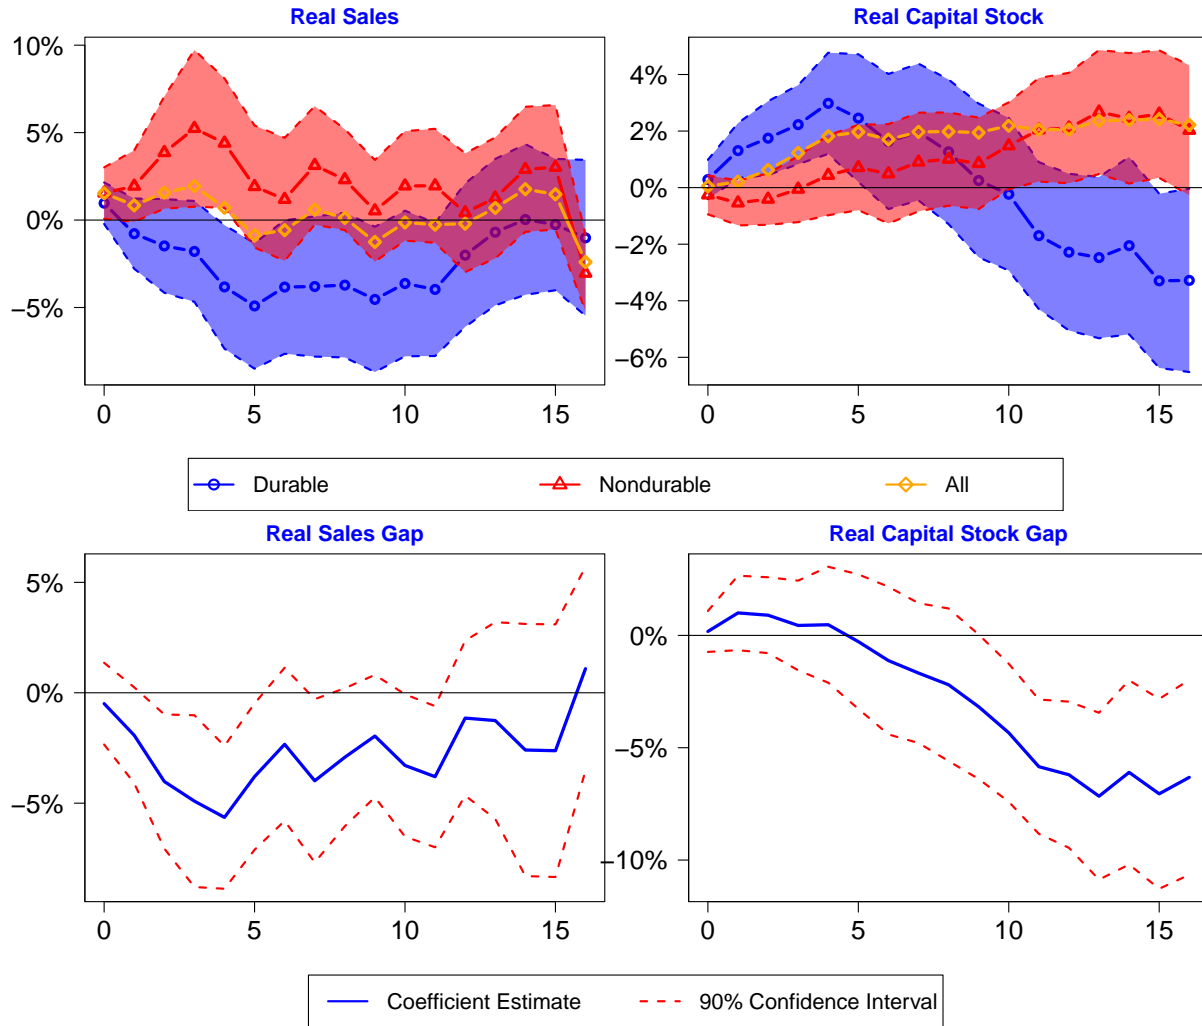 Real Sales
Real Capital Stock
10%
5%
0%
−5%
0 5 10 15
4%
2%
0%
−2%
−4%
−6%
0 5 10 15
Durable Nondurable All
Real Sales Gap
Real Capital Stock Gap
5%
0%
−5%
0 5 10 15
0%
−5%
−10%
0 5 10 15
Coefficient Estimate 90% Confidence Interval